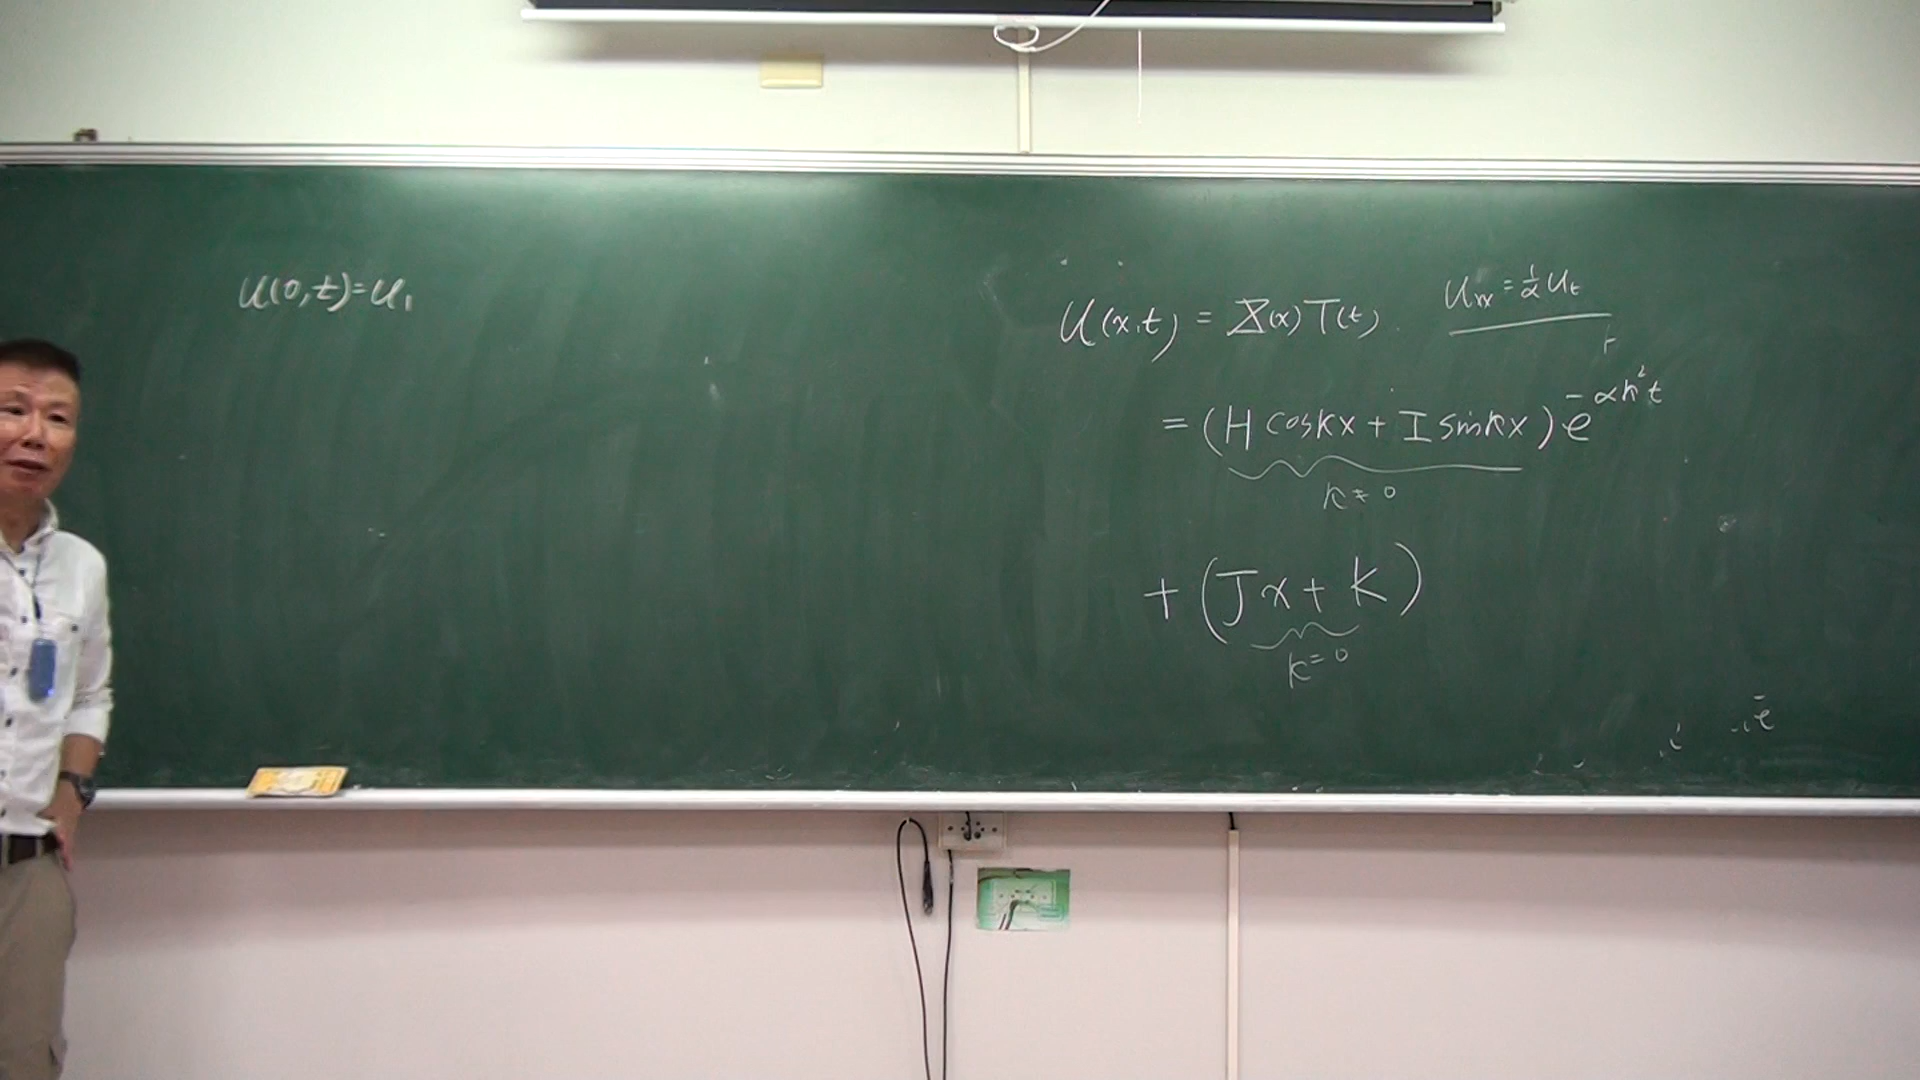 u(0,t)=u₁
u(x,t) = X(x)T(t) uₓₓ = 1/α uₜ
= (H cos kx + I sin kx) e^{-αk²t}
k≠0
+ (Jx + K)
k=0